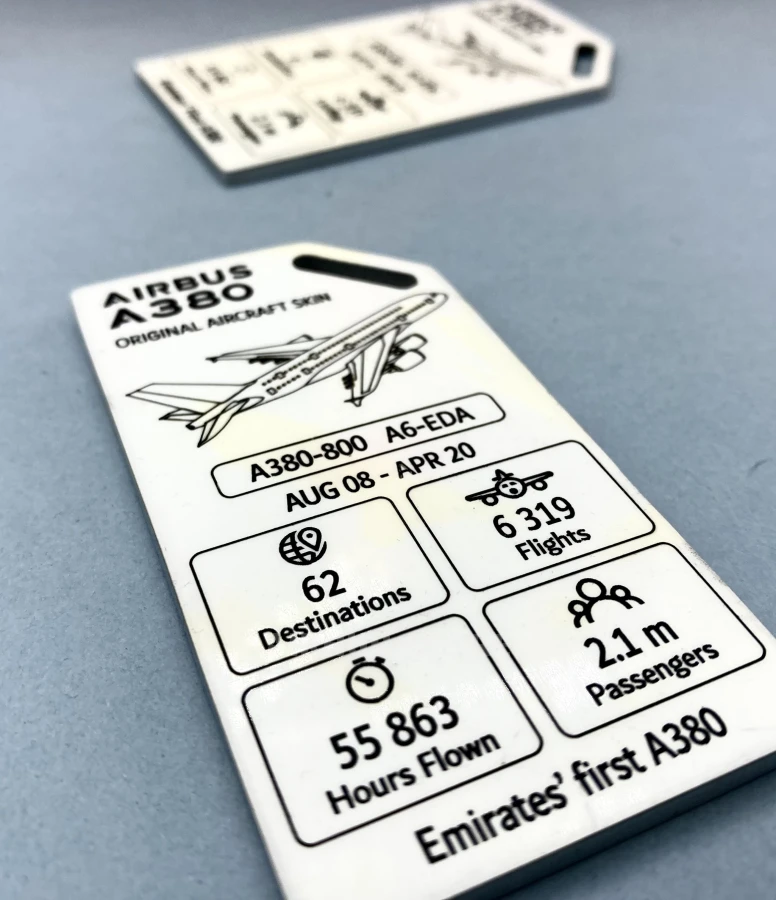 AIRBUS
A380
ORIGINAL AIRCRAFT SKIN
A380-800 A6-EDA
AUG 08 - APR 20
62
Destinations
6 319
Flights
55 863
Hours Flown
2.1 m
Passengers
Emirates' first A380